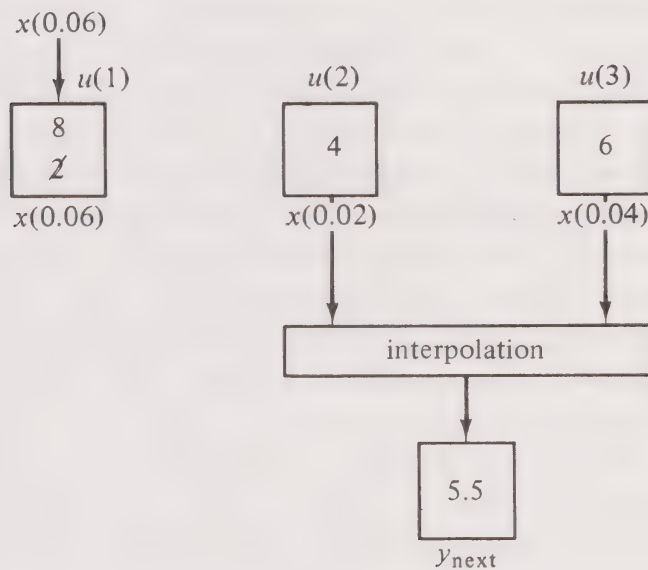 x(0.06)
u(1) u(2) u(3)
8 4 6
2
x(0.06) x(0.02) x(0.04)
interpolation
5.5
y_next